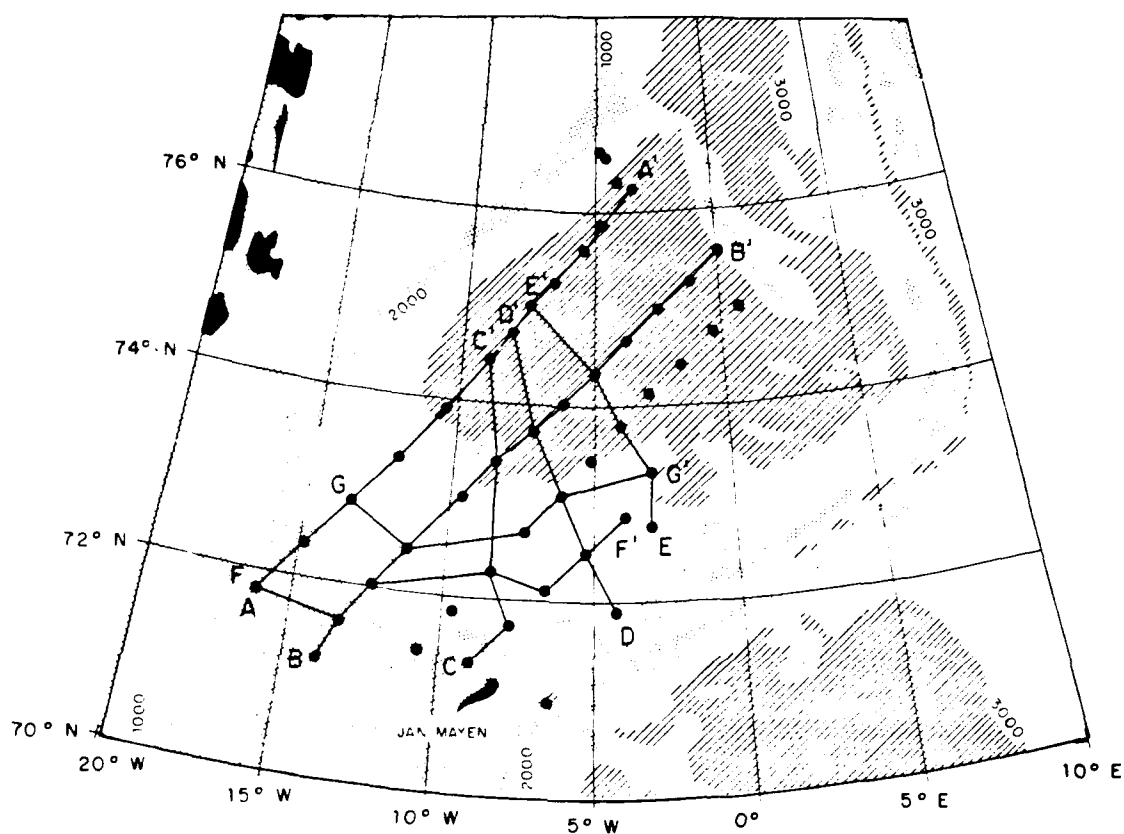 1000
3000
76° N
A'
3000
B'
E'
2000
D'
C'
74° N
G
G'
72° N
F'
E
F
A
D
B
C
70° N
1000
JAN MAYEN
2000
3000
20° W
15° W
10° W
5° W
0°
5° E
10° E